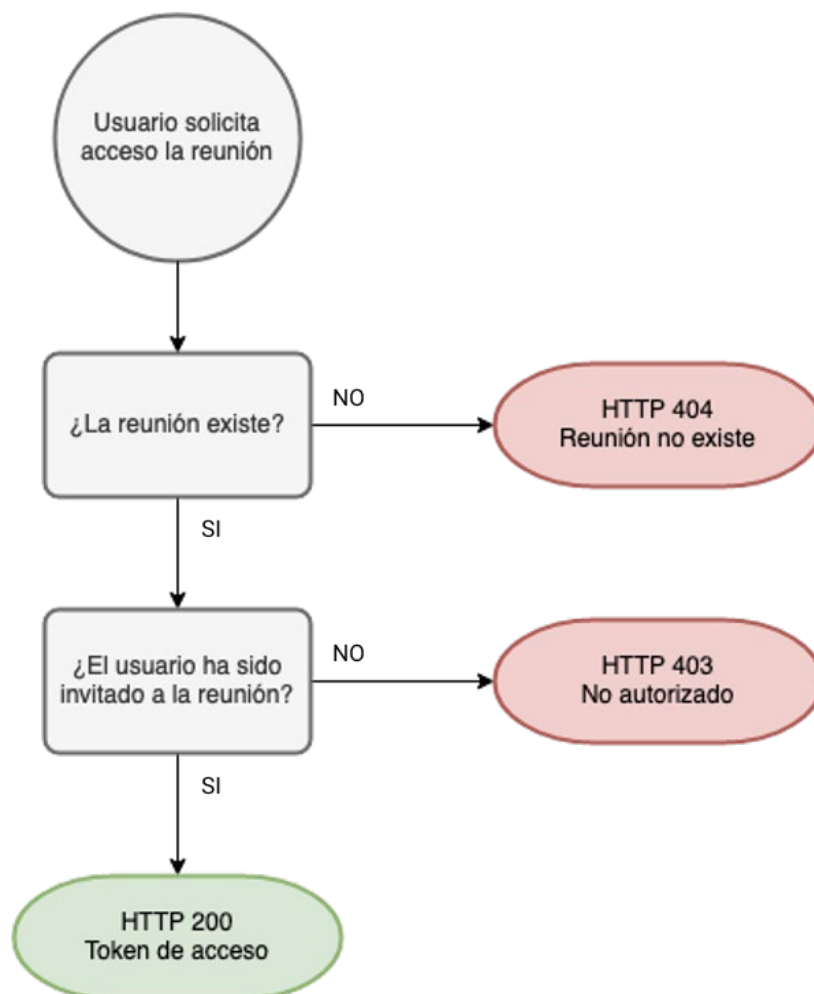 Usuario solicita
acceso la reunión
¿La reunión existe?
NO
HTTP 404
Reunión no existe
SI
¿El usuario ha sido
invitado a la reunión?
NO
HTTP 403
No autorizado
SI
HTTP 200
Token de acceso